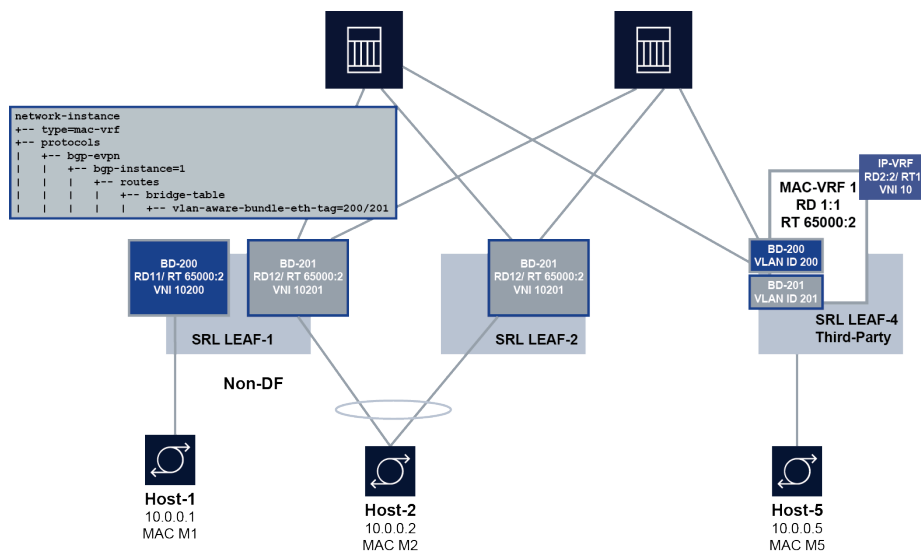 network-instance
+-- type=mac-vrf
+-- protocols
| +-- bgp-evpn
| | +-- bgp-instance=1
| | | +-- routes
| | | | +-- bridge-table
| | | | | +-- vlan-aware-bundle-eth-tag=200/201
IP-VRF
RD2:2/ RT1
VNI 10
MAC-VRF 1
RD 1:1
RT 65000:2
BD-200
VLAN ID 200
BD-201
VLAN ID 201
BD-200
RD11/ RT 65000:2
VNI 10200
BD-201
RD12/ RT 65000:2
VNI 10201
BD-201
RD12/ RT 65000:2
VNI 10201
SRL LEAF-1
SRL LEAF-2
SRL LEAF-4
Third-Party
Non-DF
Host-1
10.0.0.1
MAC M1
Host-2
10.0.0.2
MAC M2
Host-5
10.0.0.5
MAC M5